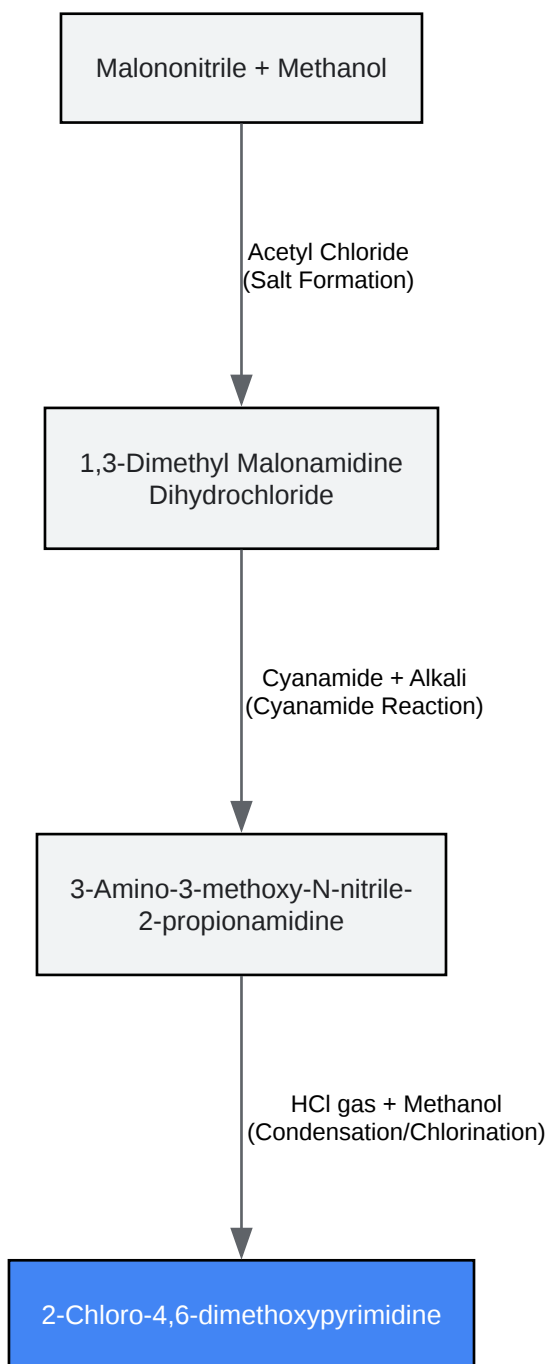 Malononitrile + Methanol
Acetyl Chloride
(Salt Formation)
1,3-Dimethyl Malonamidine
Dihydrochloride
Cyanamide + Alkali
(Cyanamide Reaction)
3-Amino-3-methoxy-N-nitrile-
2-propionamidine
HCl gas + Methanol
(Condensation/Chlorination)
2-Chloro-4,6-dimethoxypyrimidine